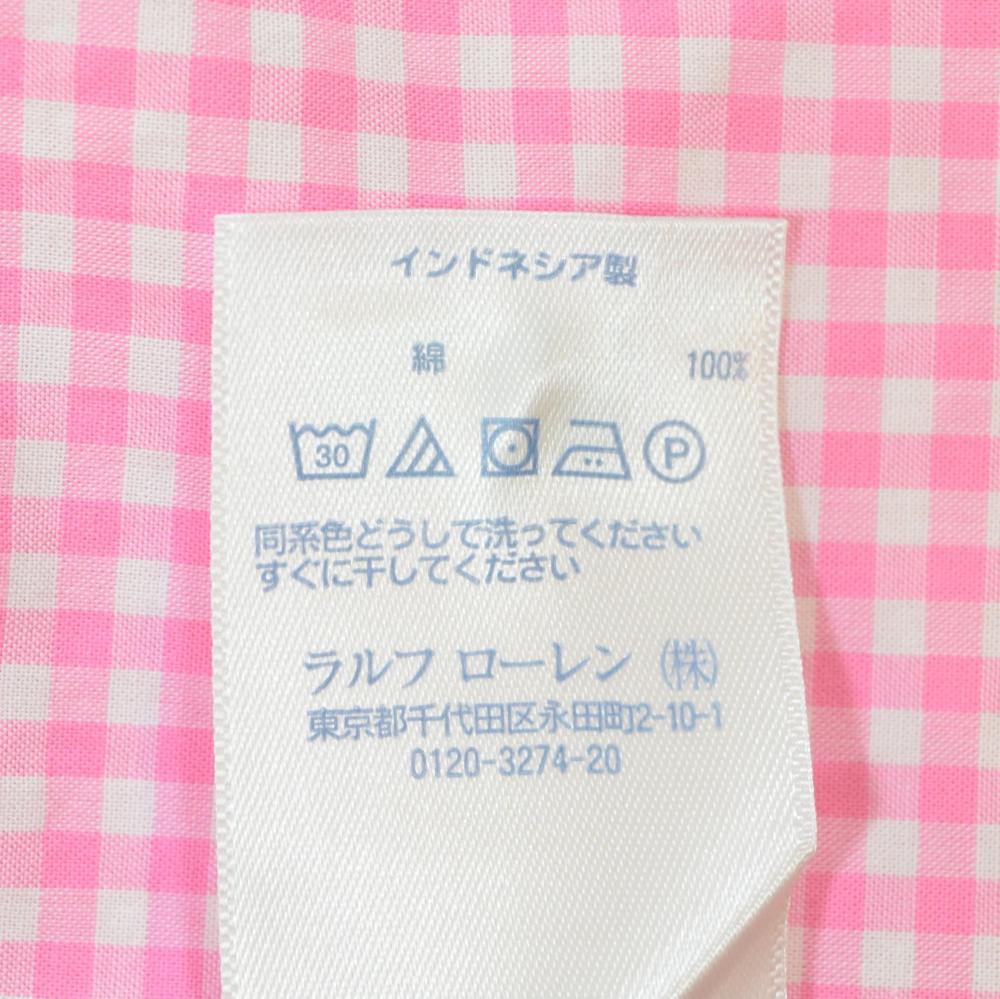 インドネシア製
綿 100%
30 P
同系色どうしで洗ってください
すぐに干してください
ラルフ ローレン (株)
東京都千代田区永田町2-10-1
0120-3274-20